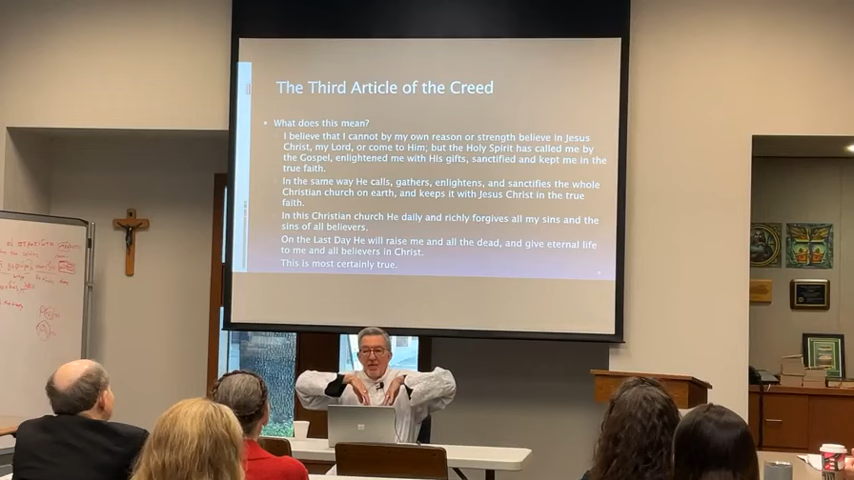 The Third Article of the Creed
What does this mean?
I believe that I cannot by my own reason or strength believe in Jesus
Christ, my Lord, or come to Him; but the Holy Spirit has called me by
the Gospel, enlightened me with His gifts, sanctified and kept me in the
true faith.
In the same way He calls, gathers, enlightens, and sanctifies the whole
Christian church on earth, and keeps it with Jesus Christ in the true
faith.
In this Christian church He daily and richly forgives all my sins and the
sins of all believers.
On the Last Day He will raise me and all the dead, and give eternal life
to me and all believers in Christ.
This is most certainly true.